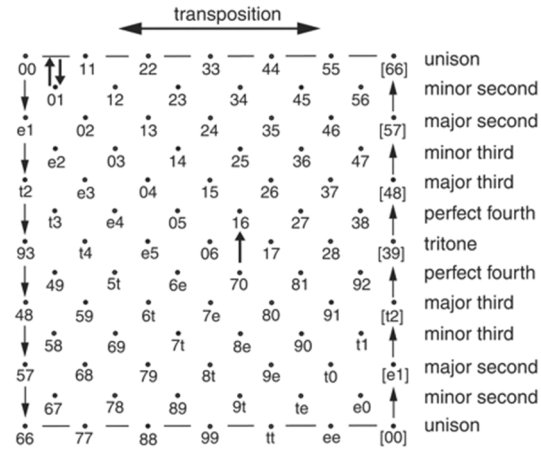 transposition
00 11 22 33 44 55 [66] unison
01 12 23 34 45 56 minor second
e1 02 13 24 35 46 [57] major second
e2 03 14 25 36 47 minor third
t2 e3 04 15 26 37 [48] major third
t3 e4 05 16 27 38 perfect fourth
93 t4 e5 06 17 28 [39] tritone
49 5t 6e 70 81 92 perfect fourth
48 59 6t 7e 80 91 [t2] major third
58 69 7t 8e 90 t1 minor third
57 68 79 8t 9e t0 [e1] major second
67 78 89 9t te e0 minor second
66 77 88 99 tt ee [00] unison